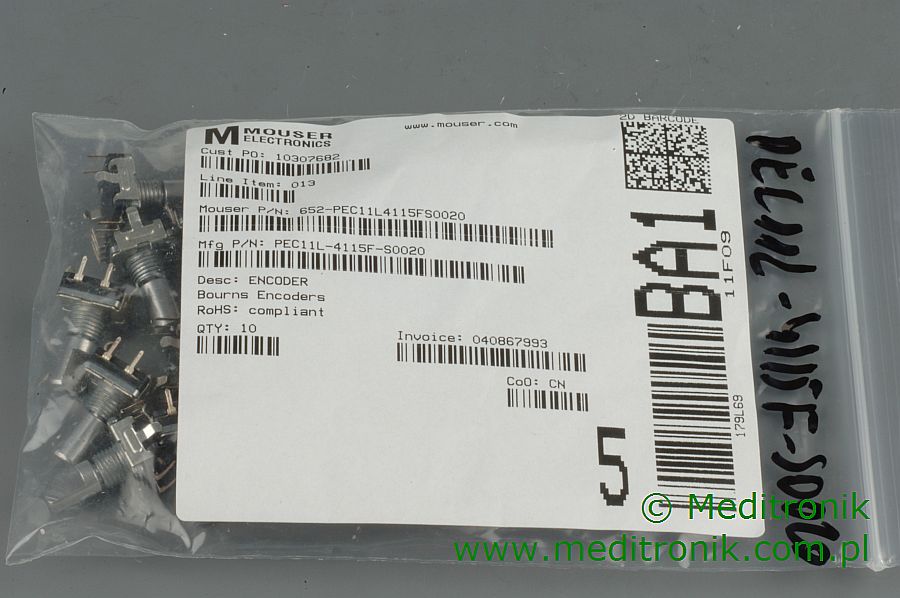 MOUSER
ELECTRONICS
www.mouser.com
2D BARCODE
Cust PO: 10307682
Line Item: 013
Mouser P/N: 652-PEC11L4115FS0020
Mfg P/N: PEC11L-4115F-S0020
Desc: ENCODER
Bourns Encoders
RoHS: compliant
QTY: 10
Invoice: 040867993
CoO: CN
5
BA1
11F09
179L69
PEC11L-4115F-S0020
© Meditronik
www.meditronik.com.pl